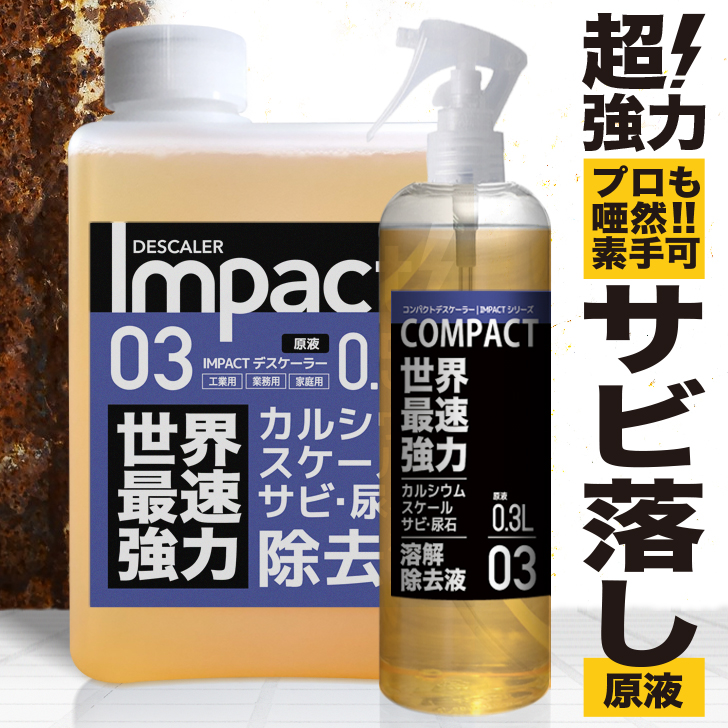 超!
強力
プロも
唖然!!
素手可
サビ落し
原液
DESCALER
Impact
03
原液
0.
IMPACT デスケーラー
工業用 業務用 家庭用
世界
最速
強力
カルシウ
スケール
サビ・尿
除去
コンパクトデスケーラー | IMPACT シリーズ
COMPACT
世界
最速
強力
カルシウム
スケール
サビ・尿石
原液
0.3L
溶解
除去液
03